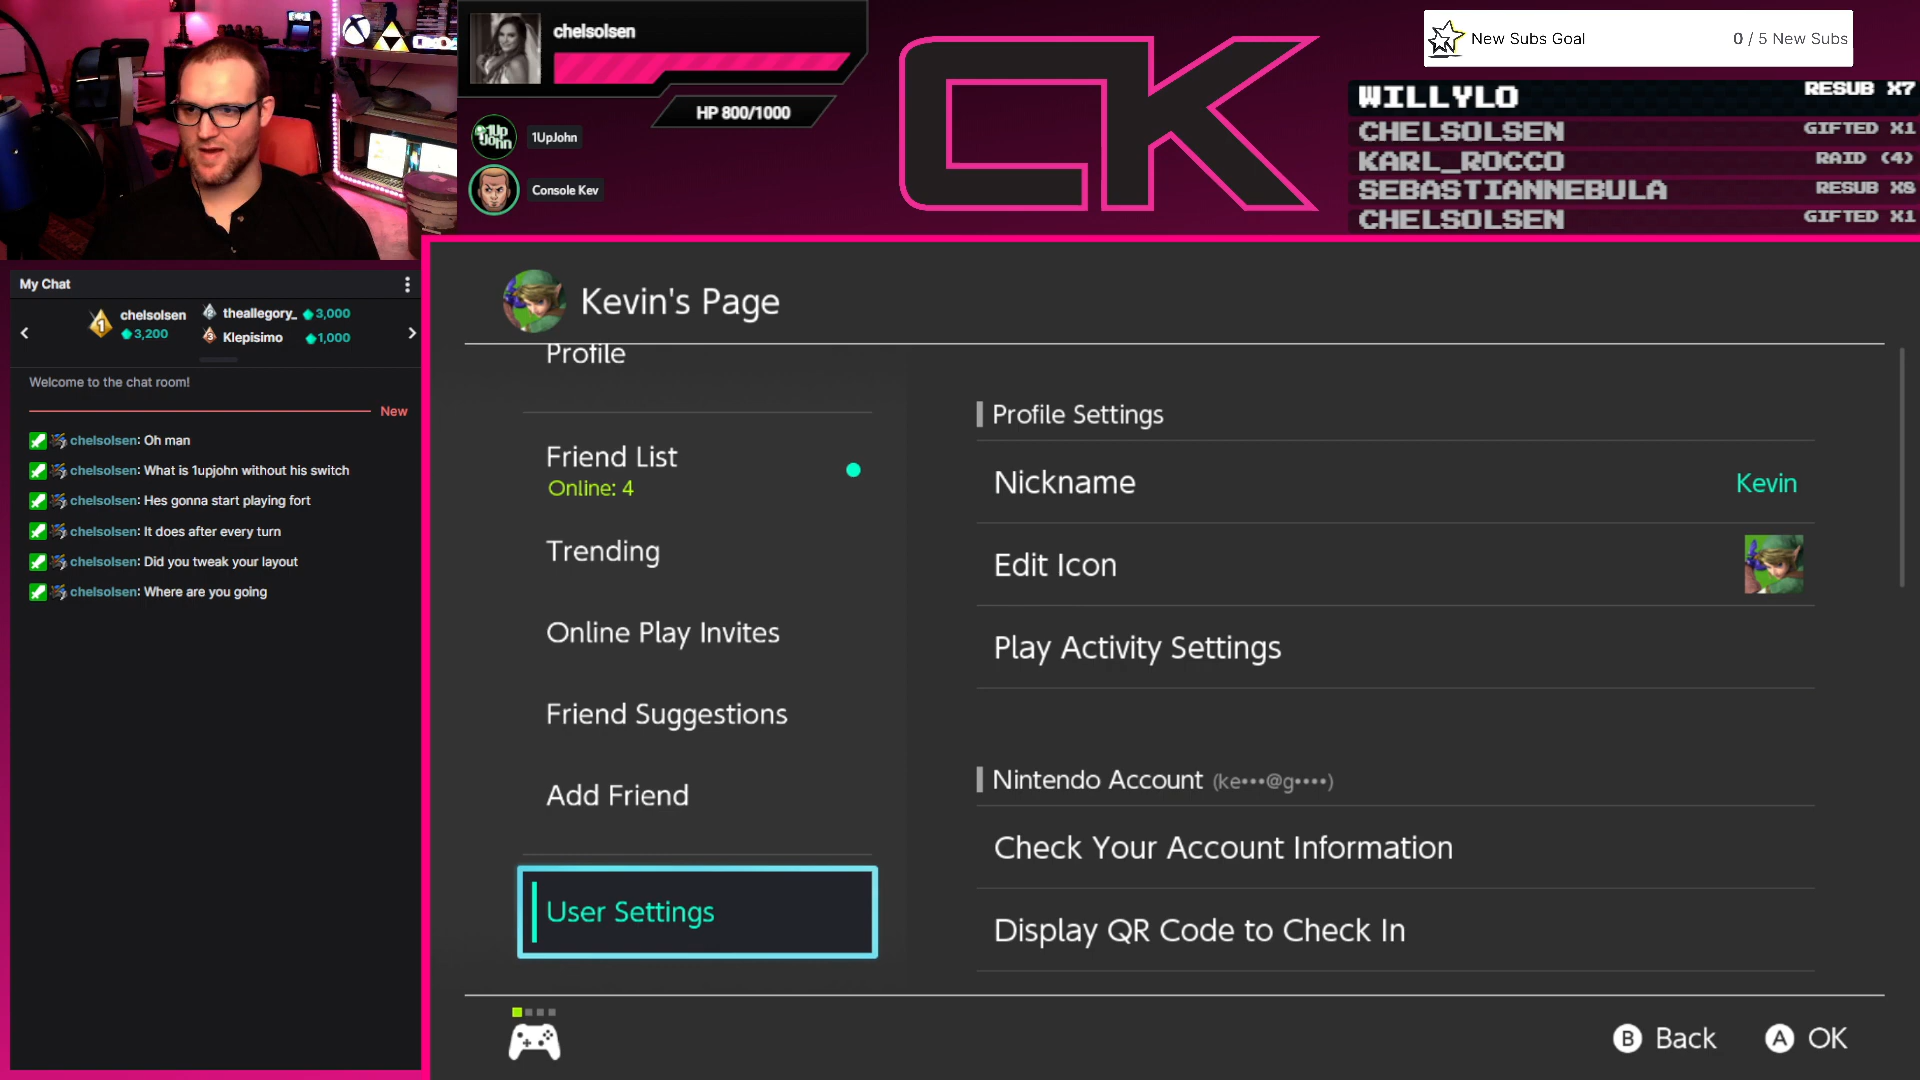 chelsolsen
HP 800/1000
1Up John
1UpJohn
Console Kev
CK
New Subs Goal 0 / 5 New Subs
WILLYLO RESUB X7
CHELSOLSEN GIFTED X1
KARL_ROCCO RAID (4)
SEBASTIANNEBULA RESUB X8
CHELSOLSEN GIFTED X1
My Chat
1 chelsolsen 3,200
2 theallegory_ 3,000
3 Klepisimo 1,000
Welcome to the chat room!
New
chelsolsen: Oh man
chelsolsen: What is 1upjohn without his switch
chelsolsen: Hes gonna start playing fort
chelsolsen: It does after every turn
chelsolsen: Did you tweak your layout
chelsolsen: Where are you going
Kevin's Page
Profile
Friend List
Online: 4
Trending
Online Play Invites
Friend Suggestions
Add Friend
User Settings
Profile Settings
Nickname Kevin
Edit Icon
Play Activity Settings
Nintendo Account (ke•••@g••••)
Check Your Account Information
Display QR Code to Check In
B Back A OK